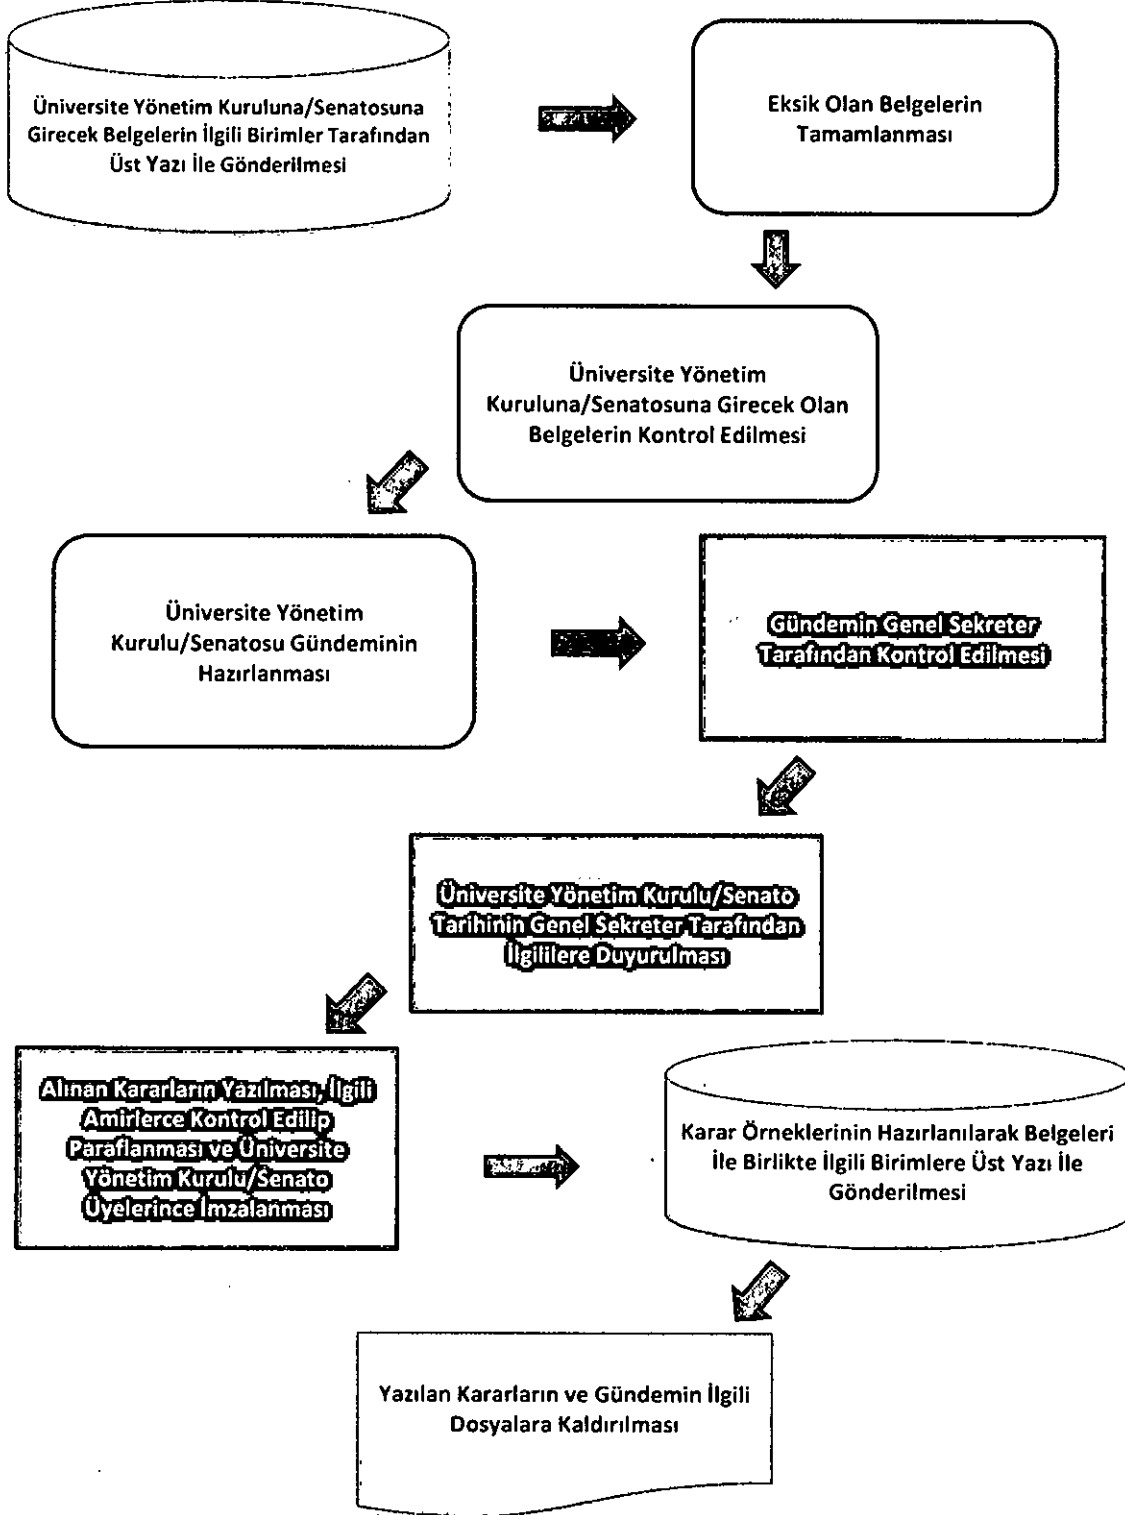 Üniversite Yönetim Kuruluna/Senatosuna
Girecek Belgelerin İlgili Birimler Tarafından
Üst Yazı İle Gönderilmesi
Eksik Olan Belgelerin
Tamamlanması
Üniversite Yönetim
Kuruluna/Senatosuna Girecek Olan
Belgelerin Kontrol Edilmesi
Üniversite Yönetim
Kurulu/Senatosu Gündeminin
Hazırlanması
Gündemin Genel Sekreter
Tarafından Kontrol Edilmesi
Üniversite Yönetim Kurulu/Senato
Tarihinin Genel Sekreter Tarafından
İlgililere Duyurulması
Alınan Kararların Yazılması, İlgili
Amirlerce Kontrol Edilip
Paraflanması ve Üniversite
Yönetim Kurulu/Senato
Üyelerince İmzalanması
Karar Örneklerinin Hazırlanılarak Belgeleri
İle Birlikte İlgili Birimlere Üst Yazı İle
Gönderilmesi
Yazılan Kararların ve Gündemin İlgili
Dosyalara Kaldırılması